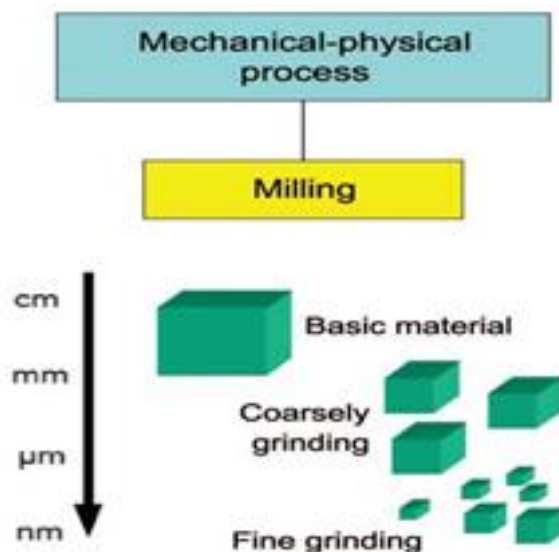 Mechanical-physical
process
Milling
cm
Basic material
mm
Coarsely
grinding
µm
nm
Fine grinding